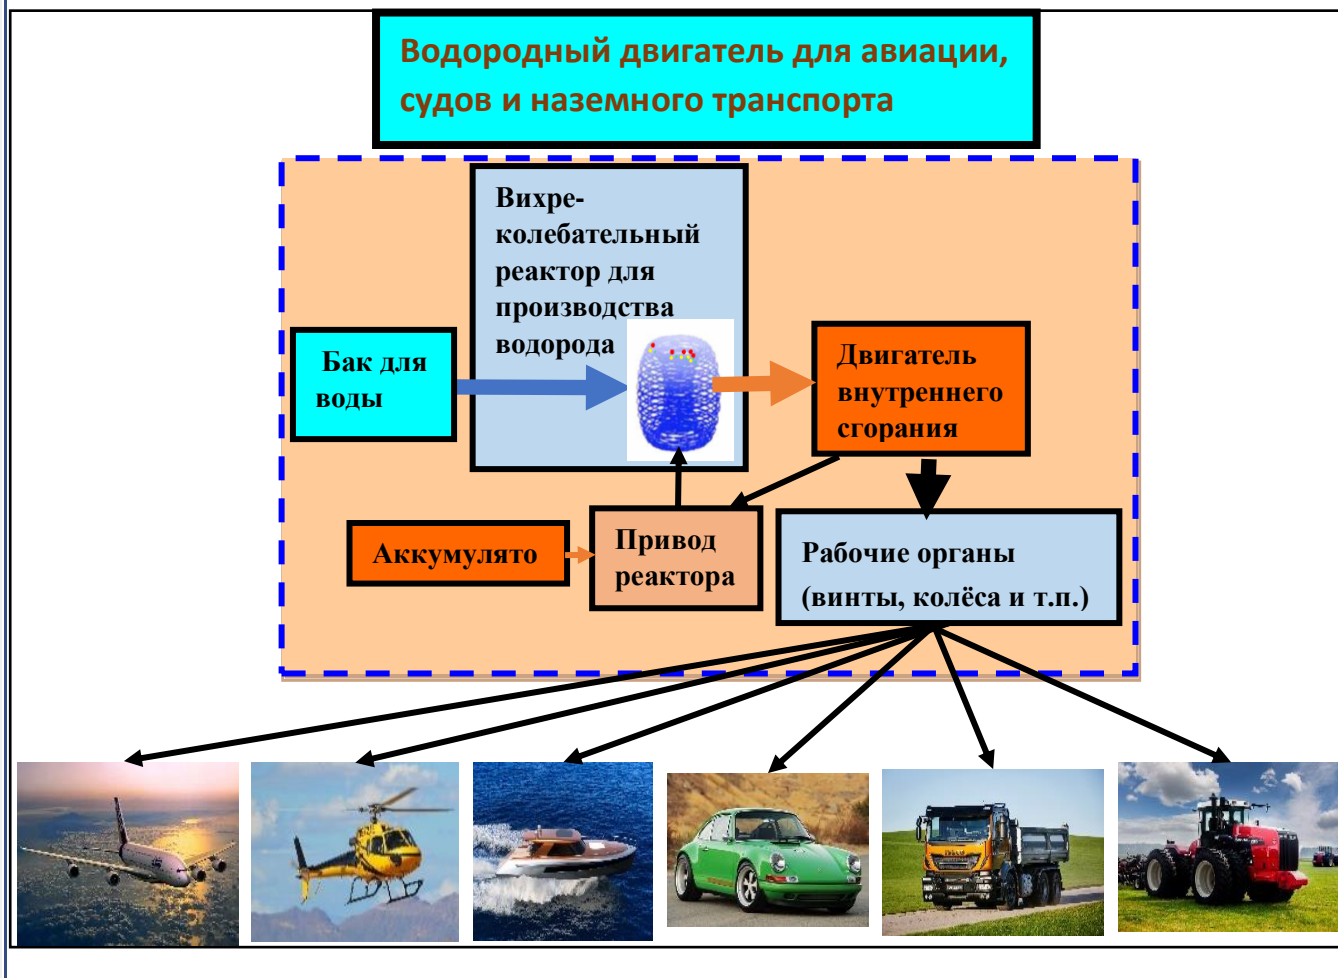 Водородный двигатель для авиации,
судов и наземного транспорта
Вихре-
колебательный
реактор для
производства
водорода
Бак для
воды
Двигатель
внутреннего
сгорания
Аккумулято
Привод
реактора
Рабочие органы
(винты, колёса и т.п.)